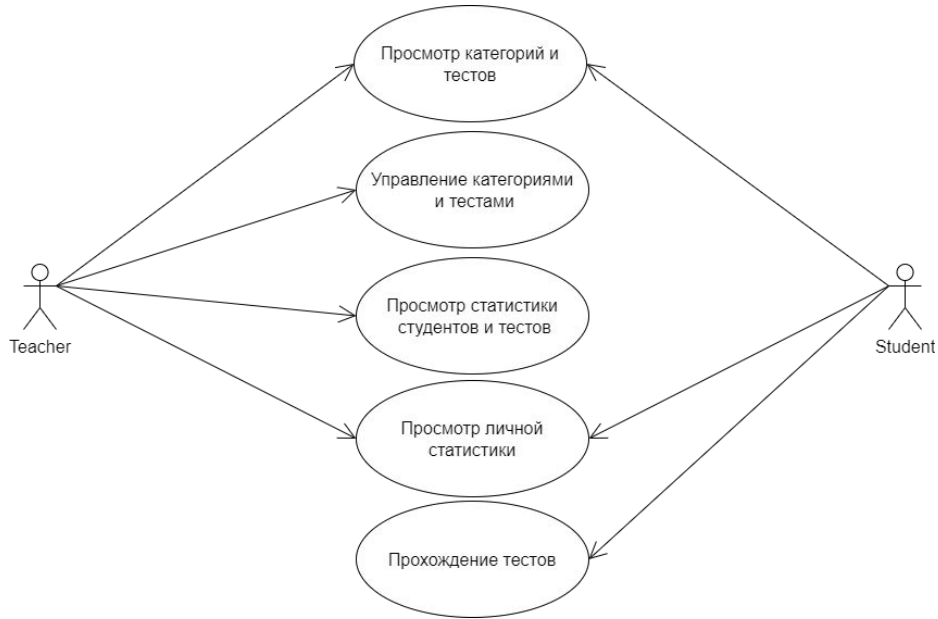 Просмотр категорий и
тестов
Управление категориями
и тестами
Просмотр статистики
студентов и тестов
Teacher
Student
Просмотр личной
статистики
Прохождение тестов